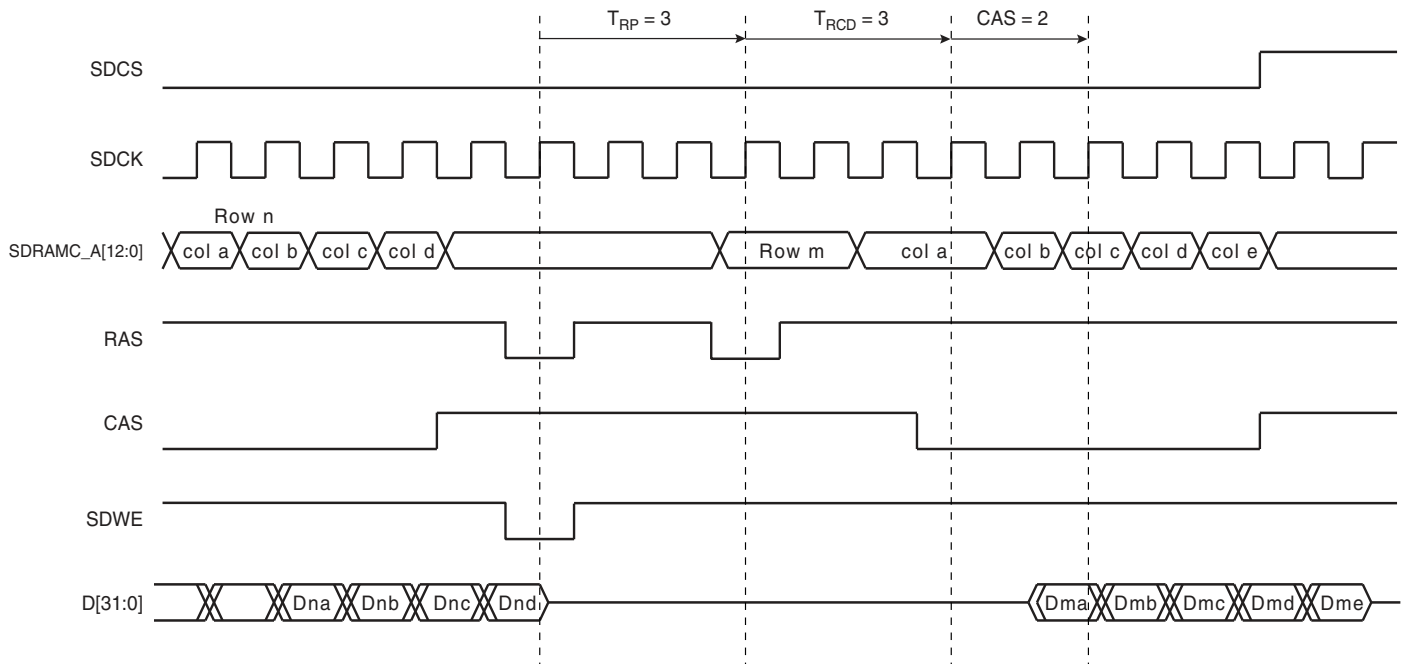 T_RP = 3 T_RCD = 3 CAS = 2
SDCS
SDCK
Row n
SDRAMC_A[12:0] col a col b col c col d Row m col a col b col c col d col e
RAS
CAS
SDWE
D[31:0] Dna Dnb Dnc Dnd Dma Dmb Dmc Dmd Dme